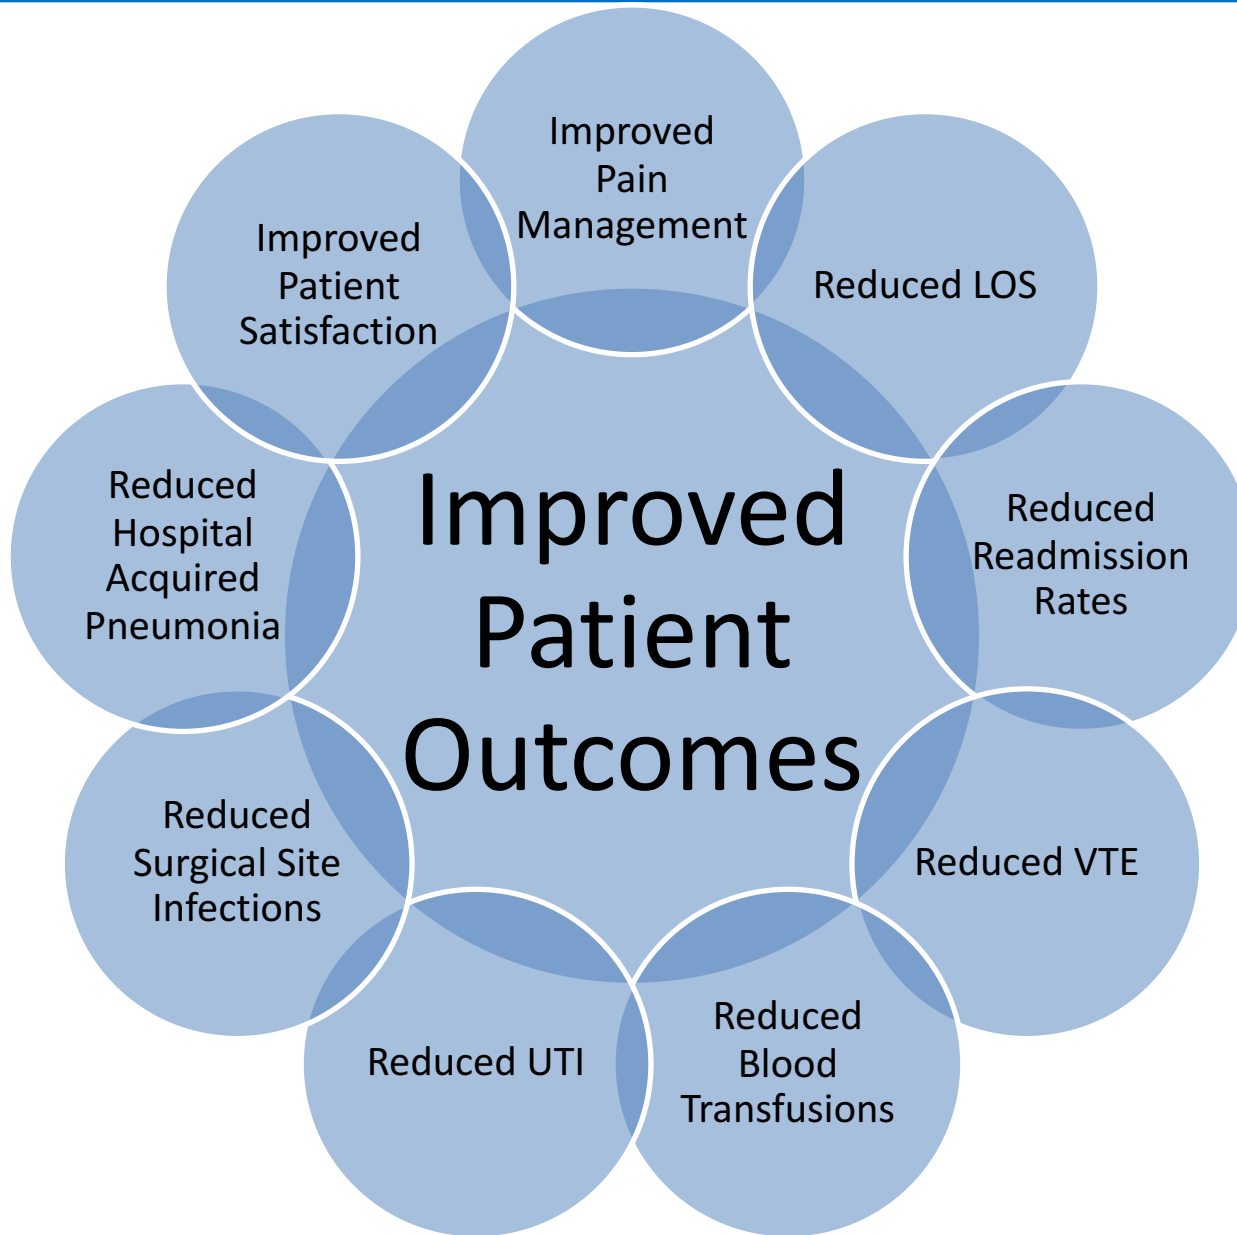 Improved
Pain
Management
Reduced LOS
Reduced
Readmission
Rates
Reduced VTE
Reduced
Blood
Transfusions
Reduced UTI
Reduced
Surgical Site
Infections
Reduced
Hospital
Acquired
Pneumonia
Improved
Patient
Satisfaction
Improved
Patient
Outcomes